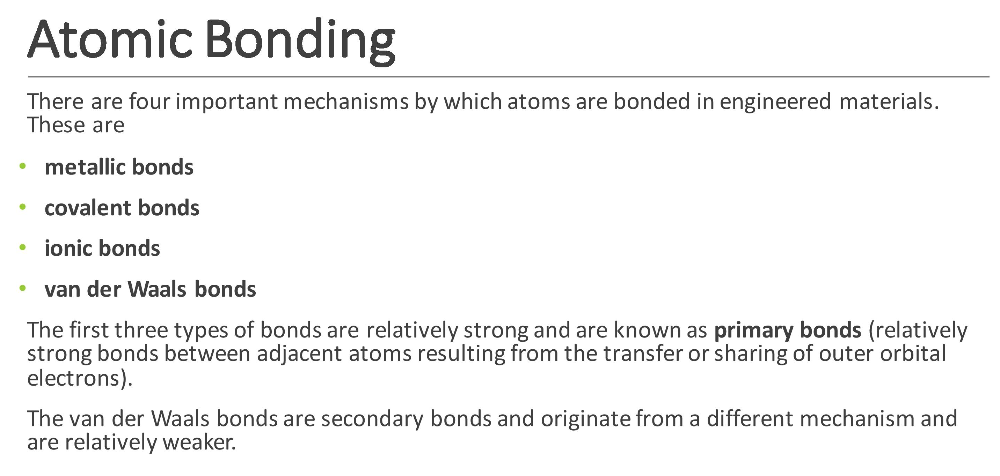 Atomic Bonding
There are four important mechanisms by which atoms are bonded in engineered materials.
These are
• metallic bonds
• covalent bonds
• ionic bonds
• van der Waals bonds
The first three types of bonds are relatively strong and are known as primary bonds (relatively
strong bonds between adjacent atoms resulting from the transfer or sharing of outer orbital
electrons).
The van der Waals bonds are secondary bonds and originate from a different mechanism and
are relatively weaker.